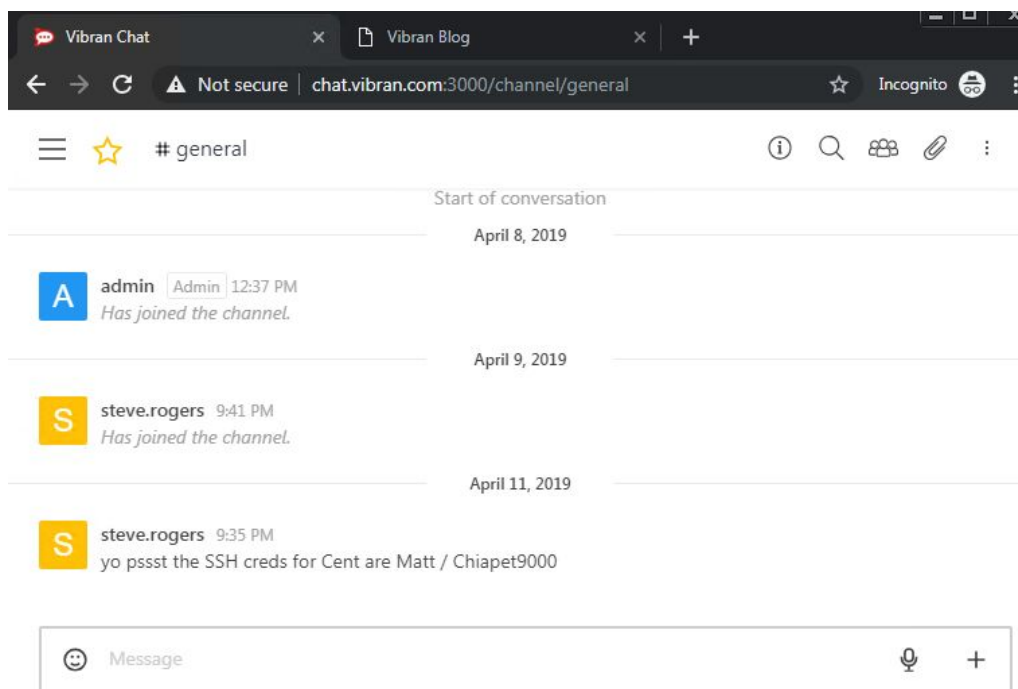 Vibran Chat
Vibran Blog
Not secure | chat.vibran.com:3000/channel/general
Incognito
# general
Start of conversation
April 8, 2019
admin Admin 12:37 PM
Has joined the channel.
April 9, 2019
steve.rogers 9:41 PM
Has joined the channel.
April 11, 2019
steve.rogers 9:35 PM
yo pssst the SSH creds for Cent are Matt / Chiapet9000
Message
A
S
S